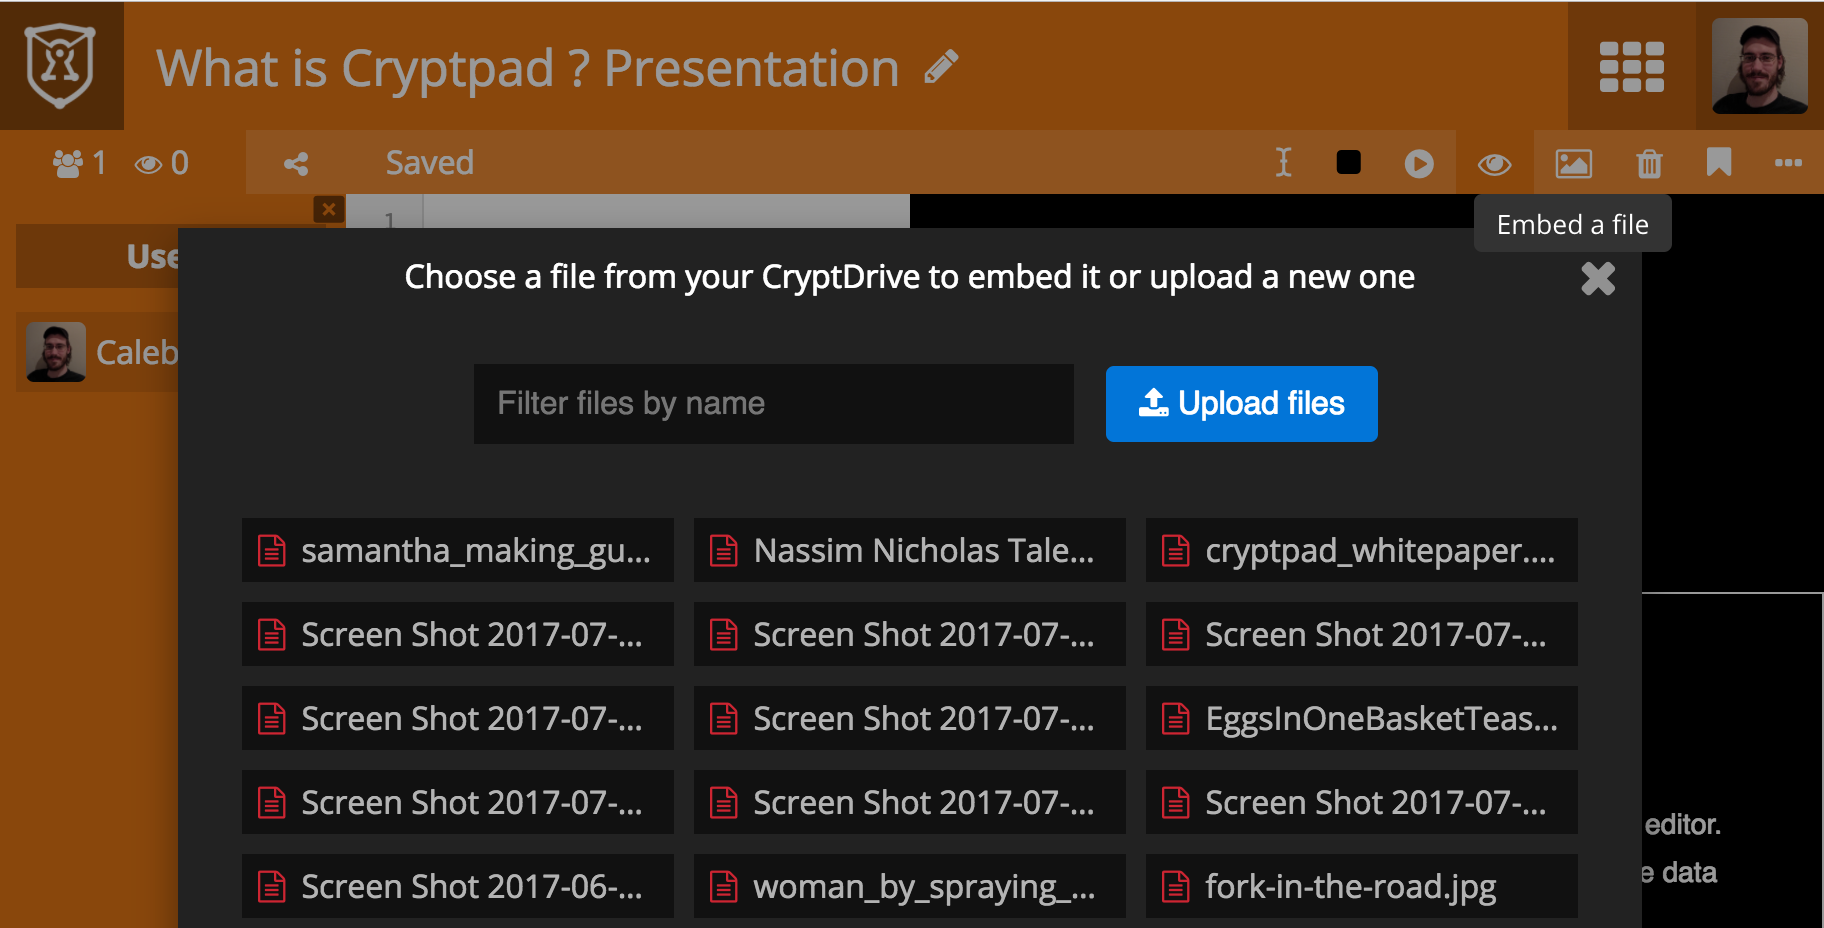 What is Cryptpad ? Presentation
1 0 Saved
Embed a file
1
Use
Choose a file from your CryptDrive to embed it or upload a new one
Caleb
Filter files by name Upload files
samantha_making_gu... Nassim Nicholas Tale... cryptpad_whitepaper....
Screen Shot 2017-07-... Screen Shot 2017-07-... Screen Shot 2017-07-...
Screen Shot 2017-07-... Screen Shot 2017-07-... EggsInOneBasketTeas...
Screen Shot 2017-07-... Screen Shot 2017-07-... Screen Shot 2017-07-...
editor.
Screen Shot 2017-06-... woman_by_spraying_... fork-in-the-road.jpg
e data